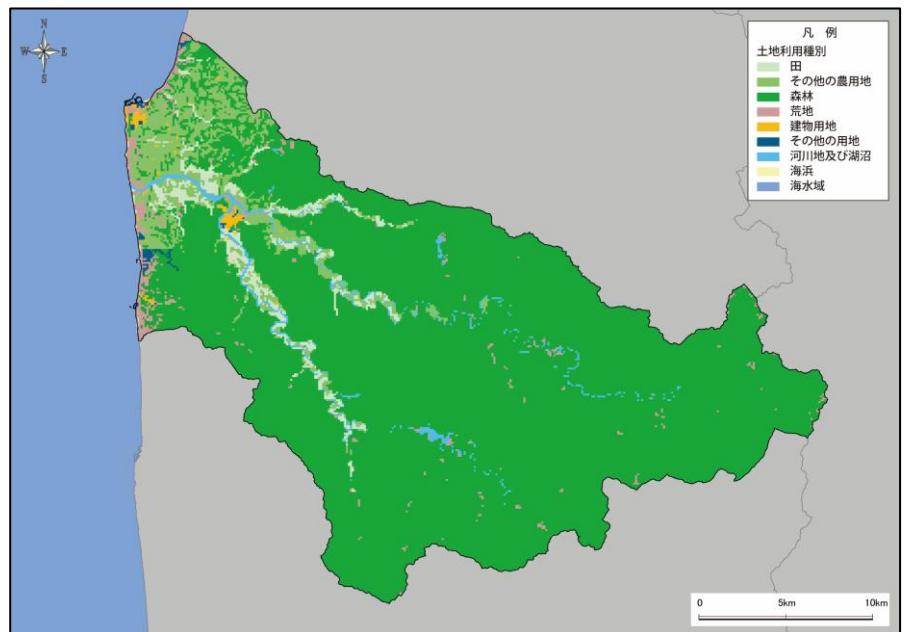 N
W E
S
凡 例
土地利用種別
田
その他の農用地
森林
荒地
建物用地
その他の用地
河川地及び湖沼
海浜
海水域
0 5km 10km